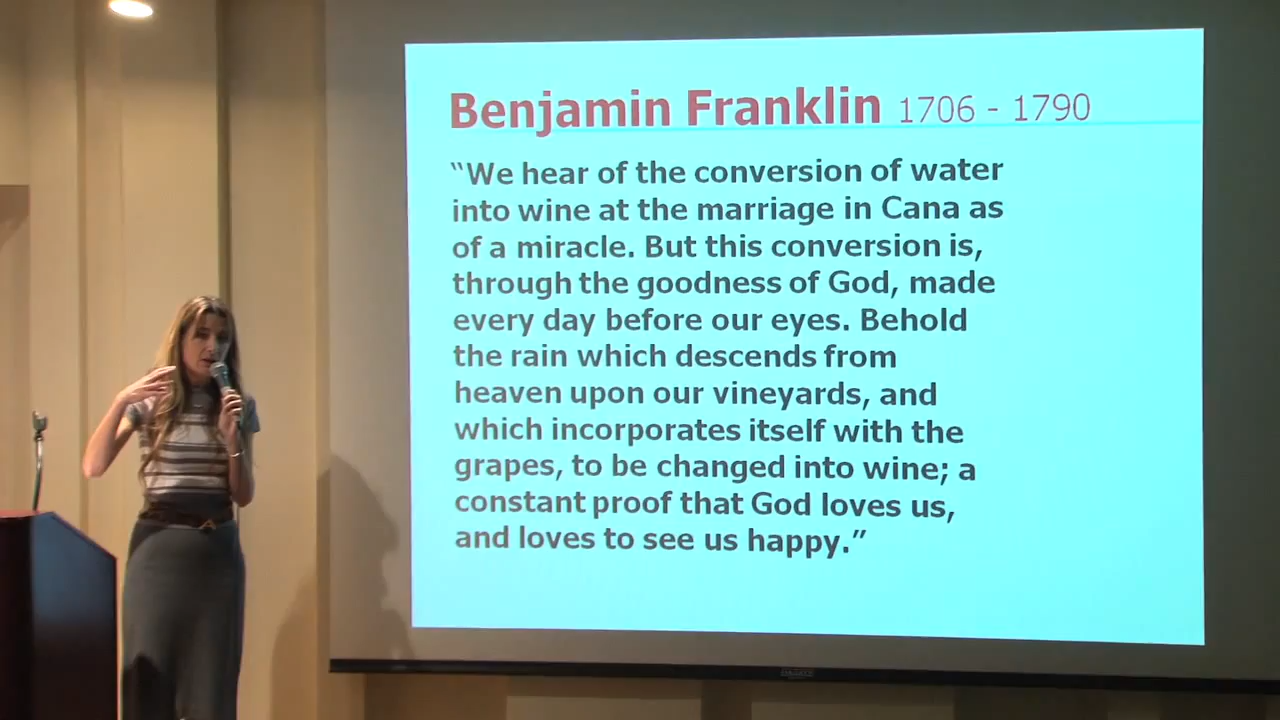 Benjamin Franklin 1706 - 1790
“We hear of the conversion of water
into wine at the marriage in Cana as
of a miracle. But this conversion is,
through the goodness of God, made
every day before our eyes. Behold
the rain which descends from
heaven upon our vineyards, and
which incorporates itself with the
grapes, to be changed into wine; a
constant proof that God loves us,
and loves to see us happy.”